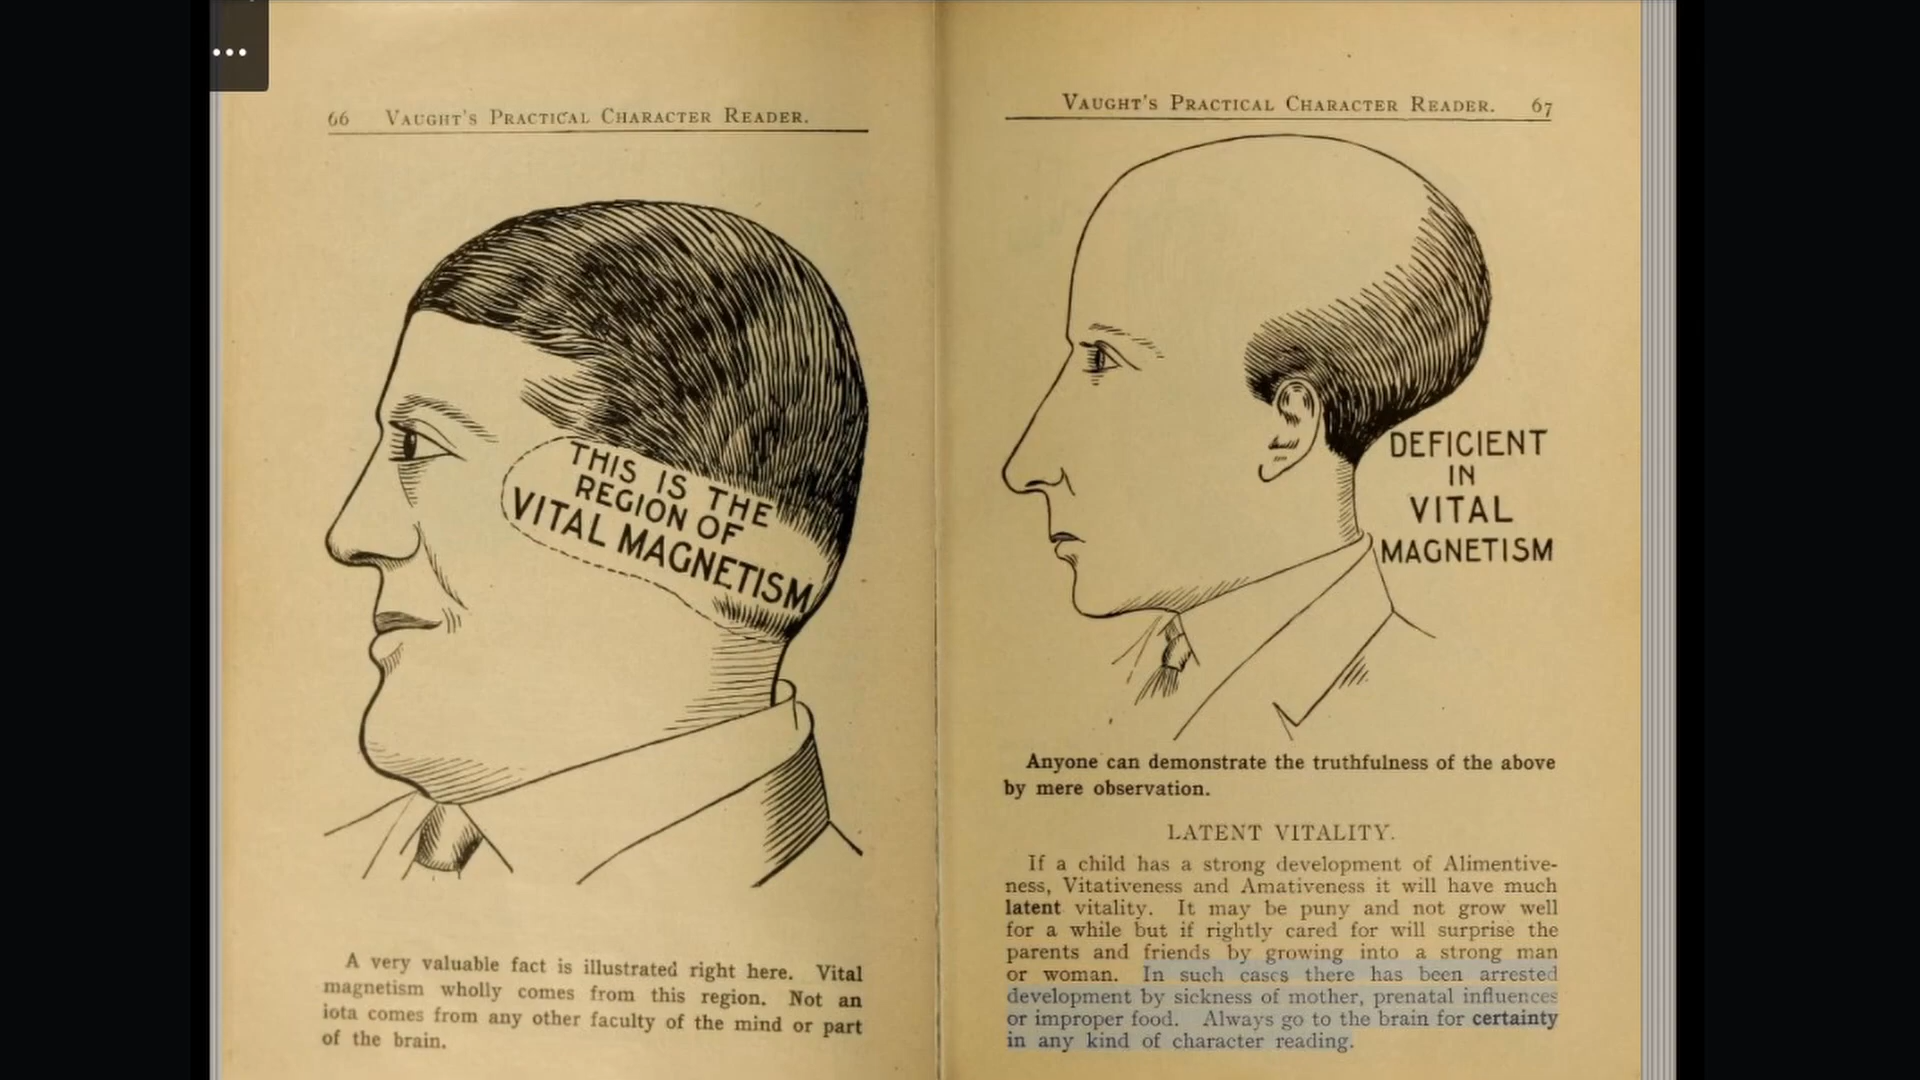 66 VAUGHT'S PRACTICAL CHARACTER READER.
THIS IS THE
REGION OF
VITAL MAGNETISM
A very valuable fact is illustrated right here. Vital
magnetism wholly comes from this region. Not an
iota comes from any other faculty of the mind or part
of the brain.
VAUGHT'S PRACTICAL CHARACTER READER. 67
DEFICIENT
IN
VITAL
MAGNETISM
Anyone can demonstrate the truthfulness of the above
by mere observation.
LATENT VITALITY.
If a child has a strong development of Alimentive-
ness, Vitativeness and Amativeness it will have much
latent vitality. It may be puny and not grow well
for a while but if rightly cared for will surprise the
parents and friends by growing into a strong man
or woman. In such cases there has been arrested
development by sickness of mother, prenatal influences
or improper food. Always go to the brain for certainty
in any kind of character reading.